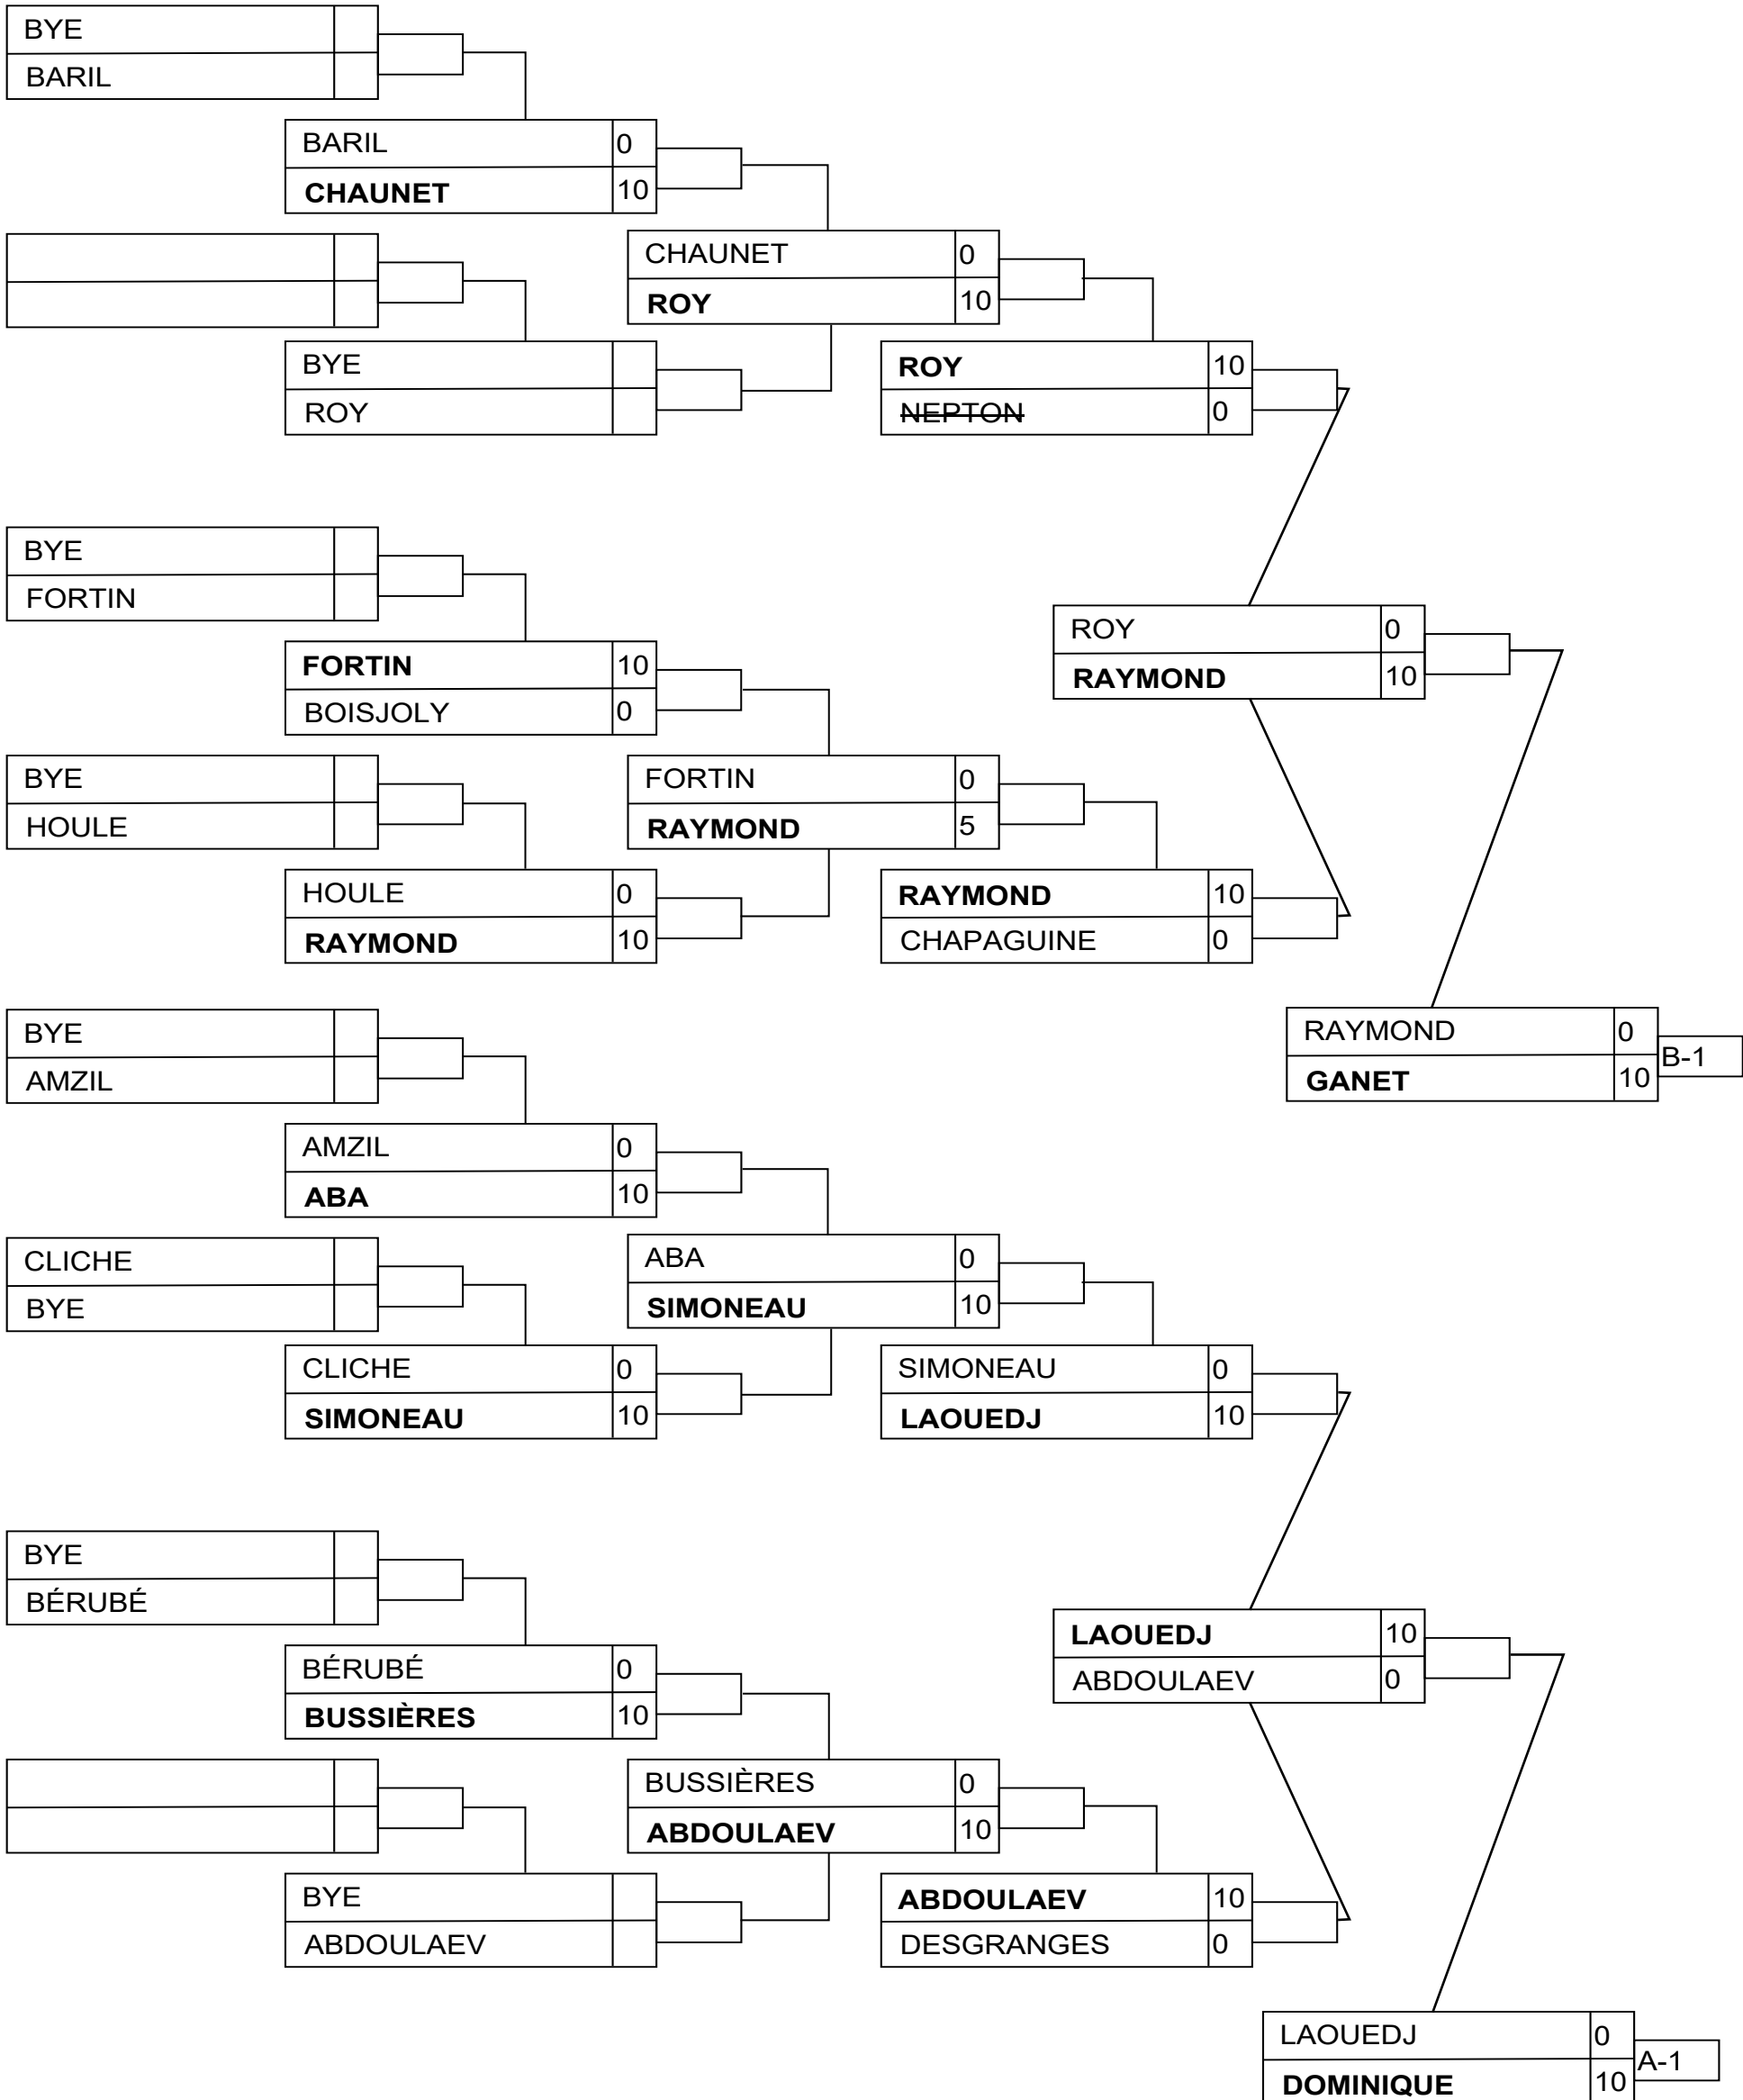 BYE
BARIL
BARIL 0
CHAUNET 10
CHAUNET 0
ROY 10
BYE
ROY
ROY 10
NEPTON 0
BYE
FORTIN
ROY 0
RAYMOND 10
FORTIN 10
BOISJOLY 0
BYE
HOULE
FORTIN 0
RAYMOND 5
HOULE 0
RAYMOND 10
RAYMOND 10
CHAPAGUINE 0
BYE
AMZIL
RAYMOND 0
GANET 10
B-1
AMZIL 0
ABA 10
CLICHE
BYE
ABA 0
SIMONEAU 10
CLICHE 0
SIMONEAU 10
SIMONEAU 0
LAOUEDJ 10
BYE
BÉRUBÉ
LAOUEDJ 10
ABDOULAEV 0
BÉRUBÉ 0
BUSSIÈRES 10
BUSSIÈRES 0
ABDOULAEV 10
BYE
ABDOULAEV
ABDOULAEV 10
DESGRANGES 0
LAOUEDJ 0
DOMINIQUE 10
A-1